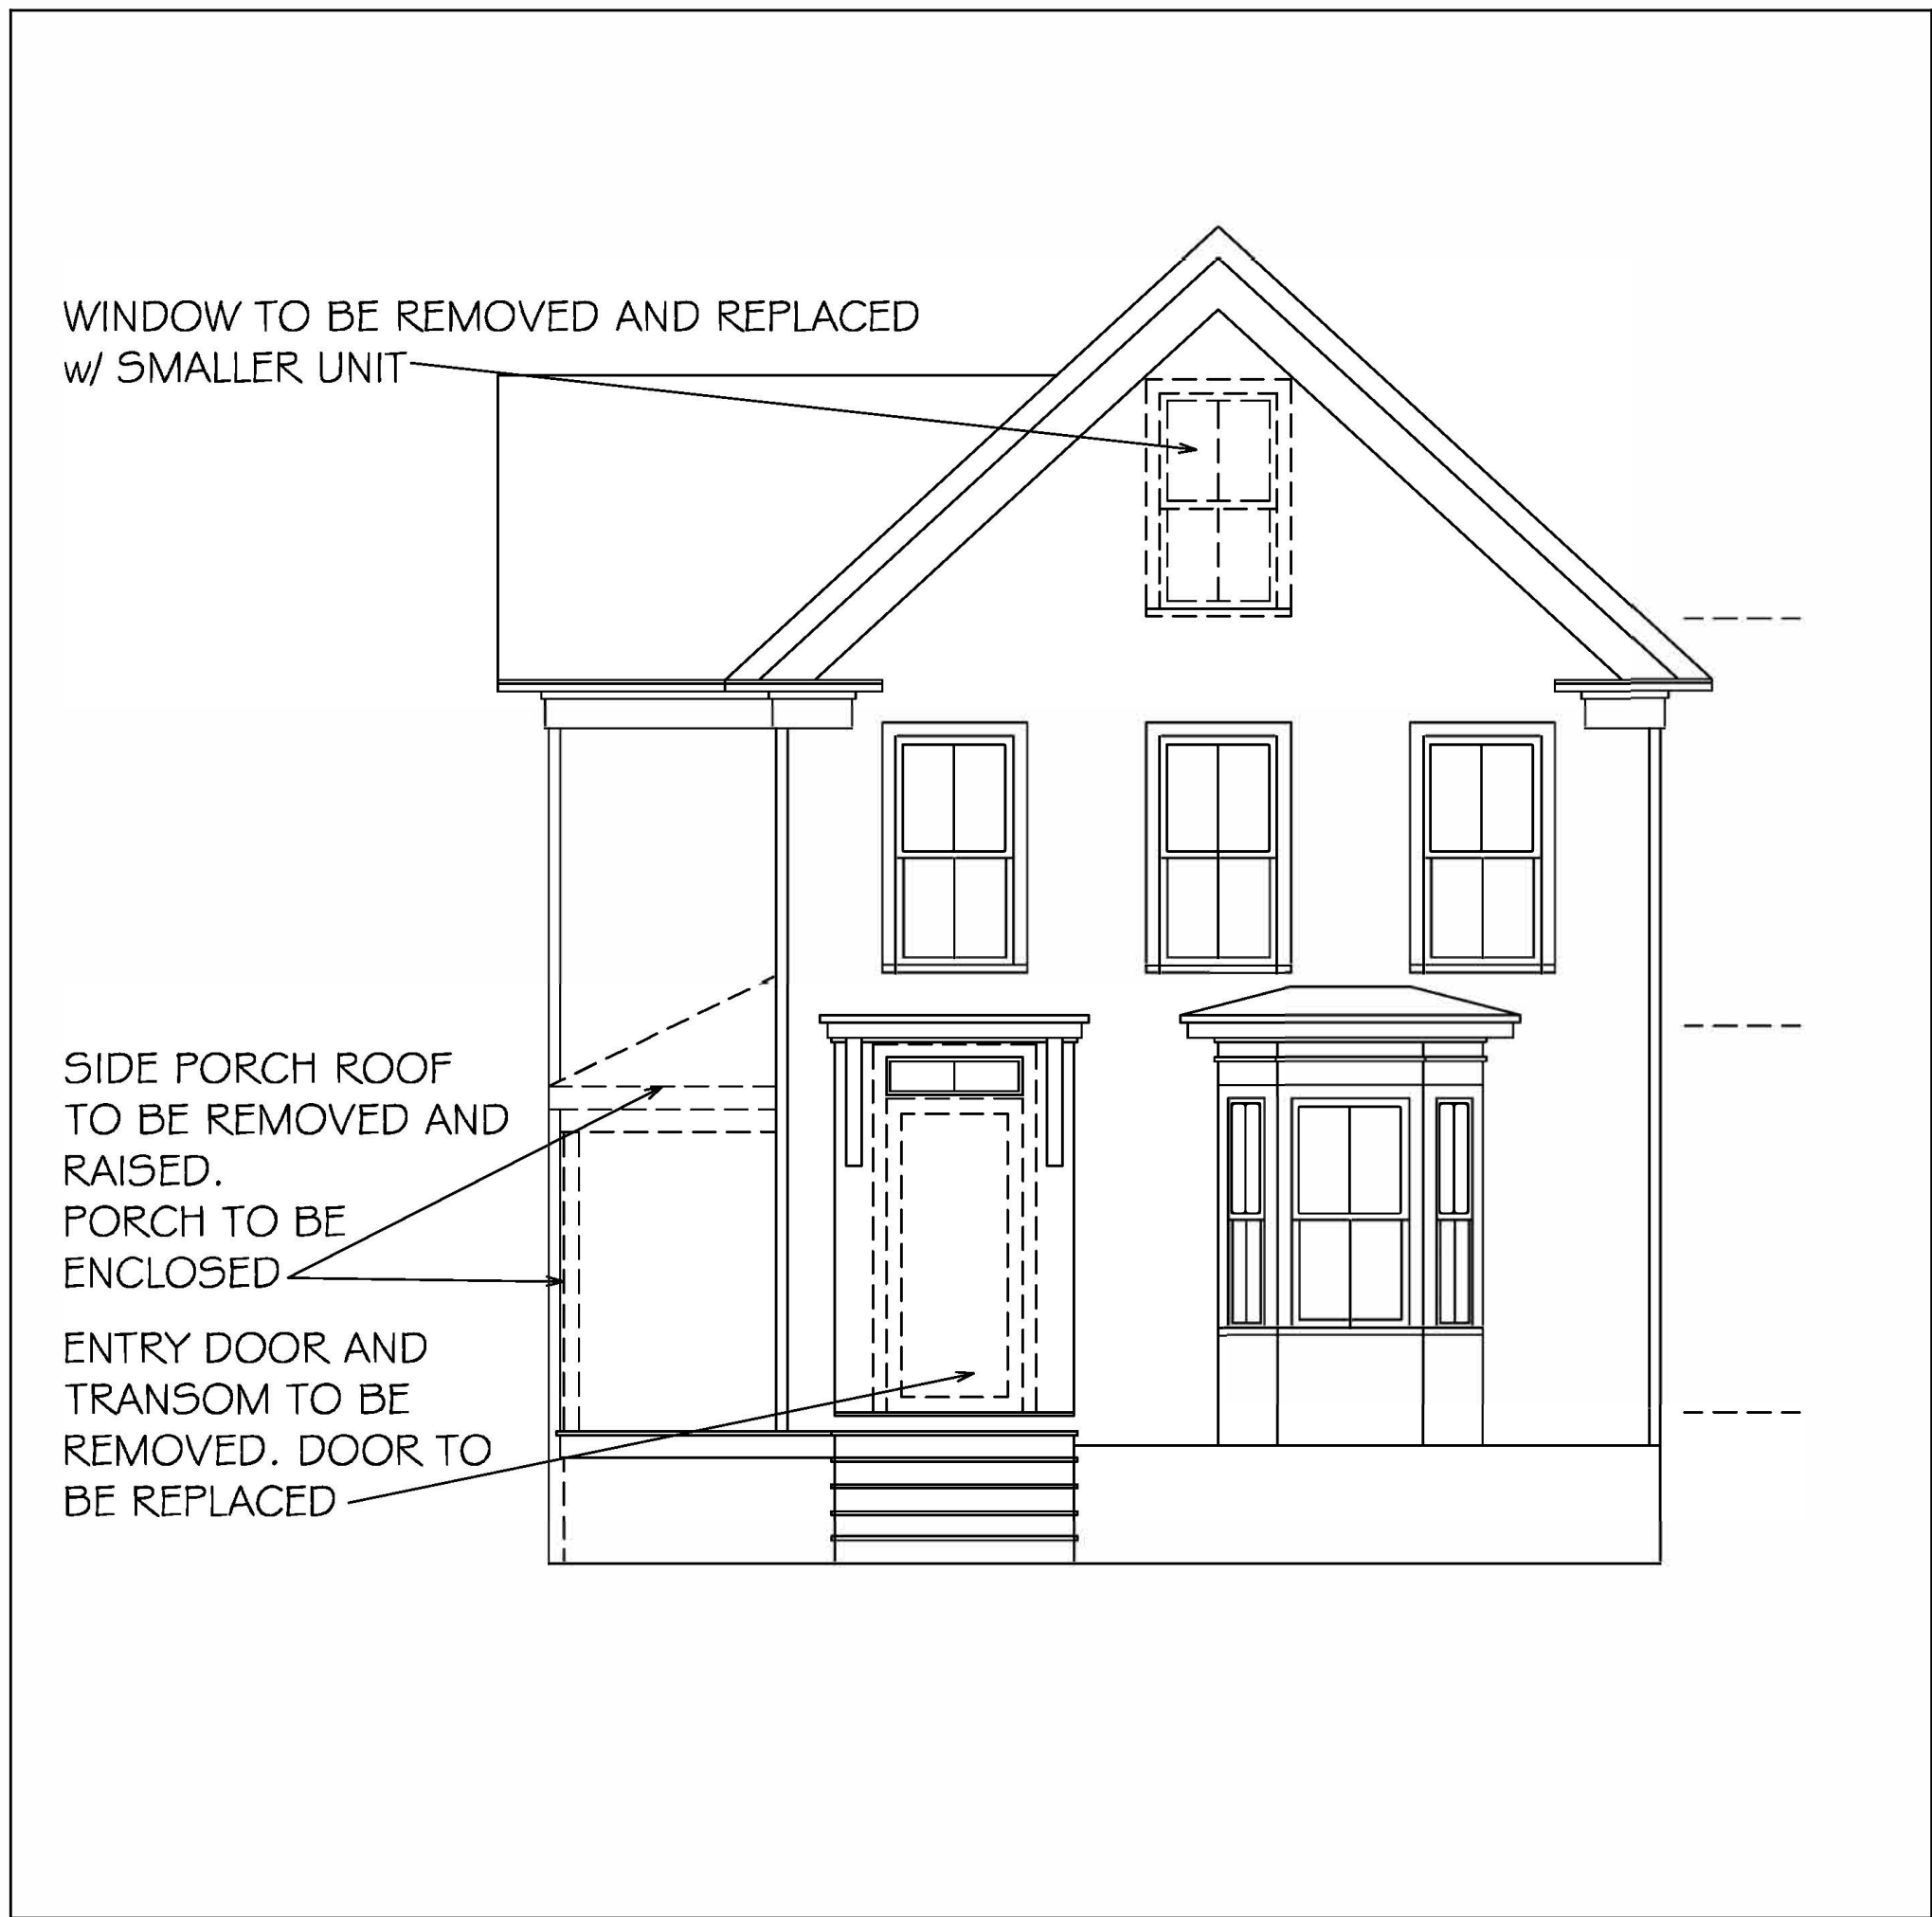 WINDOW TO BE REMOVED AND REPLACED
w/ SMALLER UNIT
SIDE PORCH ROOF
TO BE REMOVED AND
RAISED.
PORCH TO BE
ENCLOSED
ENTRY DOOR AND
TRANSOM TO BE
REMOVED. DOOR TO
BE REPLACED